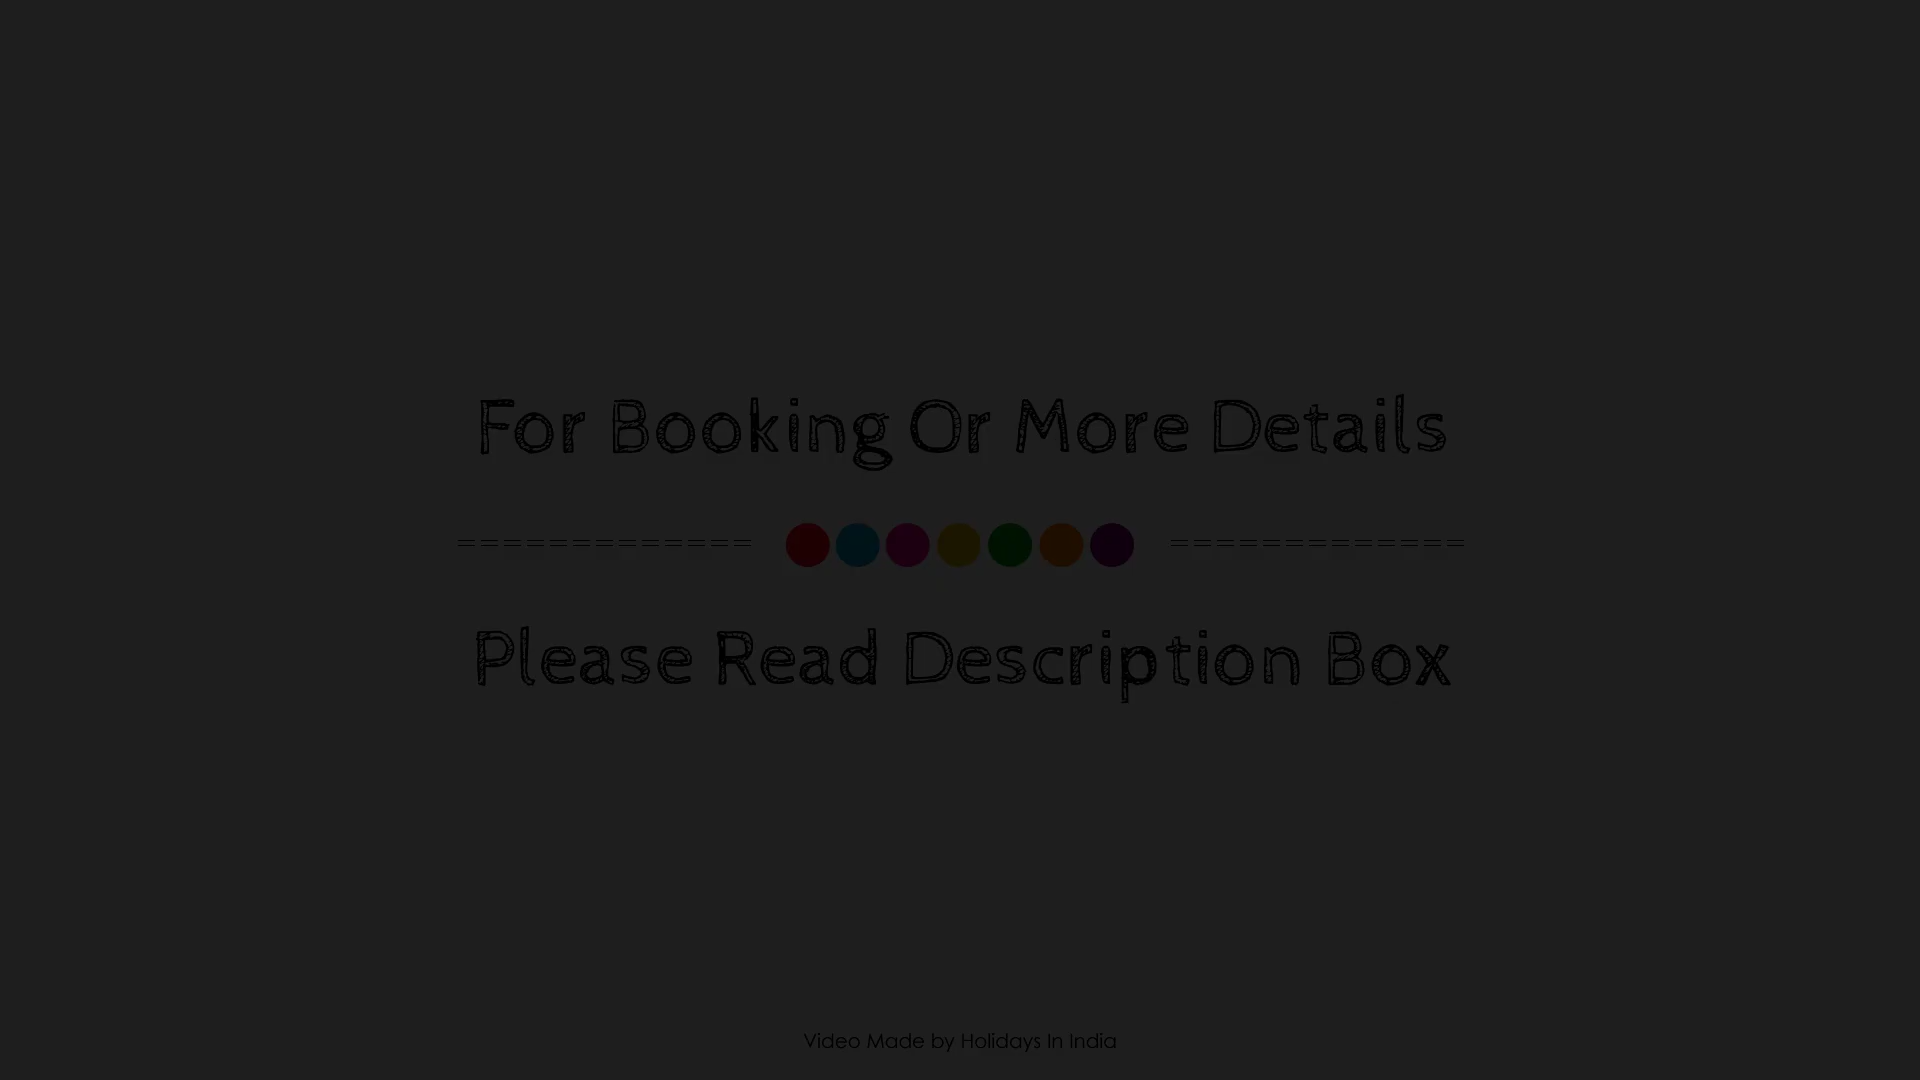 For Booking Or More Details
============= =============
Please Read Description Box
Video Made by Holidays In India